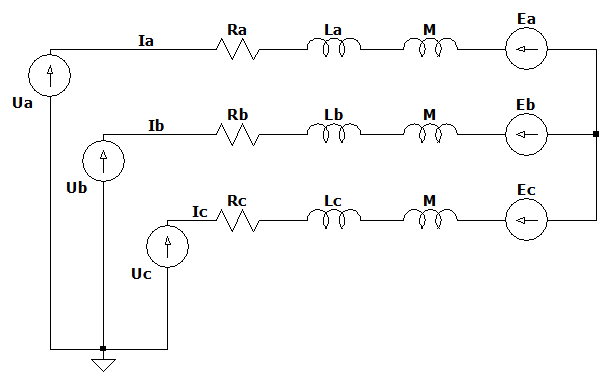 Ia Ra La M Ea
Ua
Ib Rb Lb M Eb
Ub
Ic Rc Lc M Ec
Uc